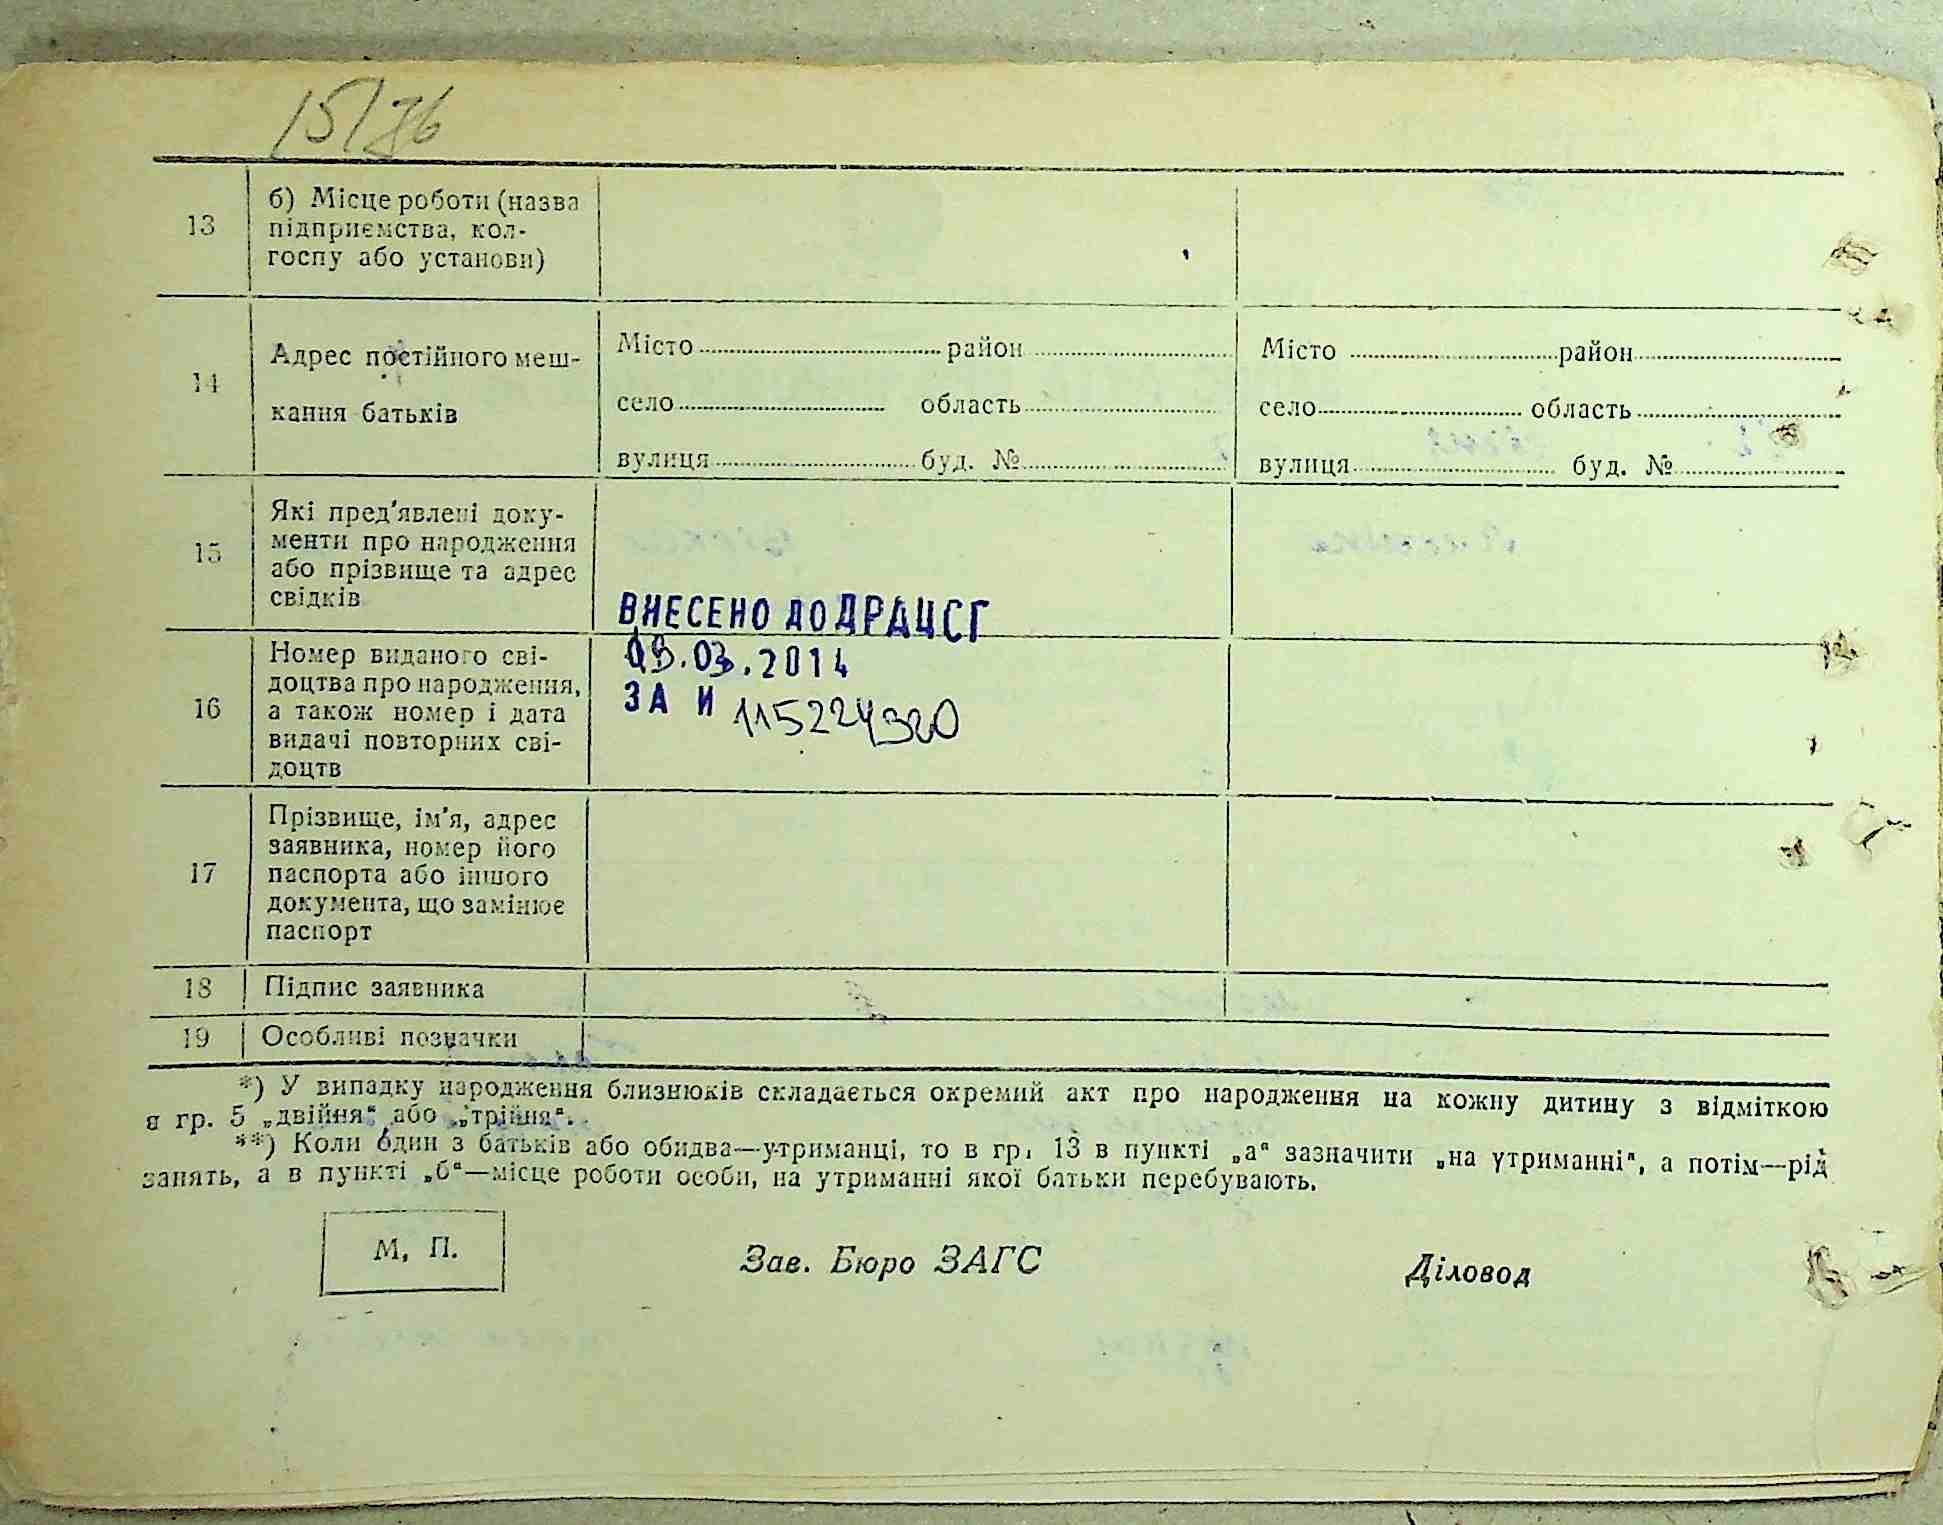 15/76
13
б) Місце роботи (назва
підприємства, кол-
госпу або установи)
14
Адрес постійного меш-
кання батьків
Місто район
село область
вулиця буд. №
Місто район
село область
вулиця буд. №
15
Які пред'явлені доку-
менти про народження
або прізвище та адрес
свідків
ВНЕСЕНО ДО ДРАЦСГ
03.2014
ЗА И 115224320
16
Номер виданого сві-
доцтва про народження,
а також номер і дата
видачі повторних сві-
доцтв
17
Прізвище, ім'я, адрес
заявника, номер його
паспорта або іншого
документа, що замінює
паспорт
18 Підпис заявника
19 Особливі позначки
*) У випадку народження близнюків складається окремий акт про народження на кожну дитину з відміткою
в гр. 5 „двійня“ або „трійня“.
**) Коли один з батьків або обидва—утриманці, то в гр. 13 в пункті „а“ зазначити „на утриманні“, а потім—рід
занять, а в пункті „б“—місце роботи особи, на утриманні якої батьки перебувають.
М. П.
Зав. Бюро ЗАГС
Діловод